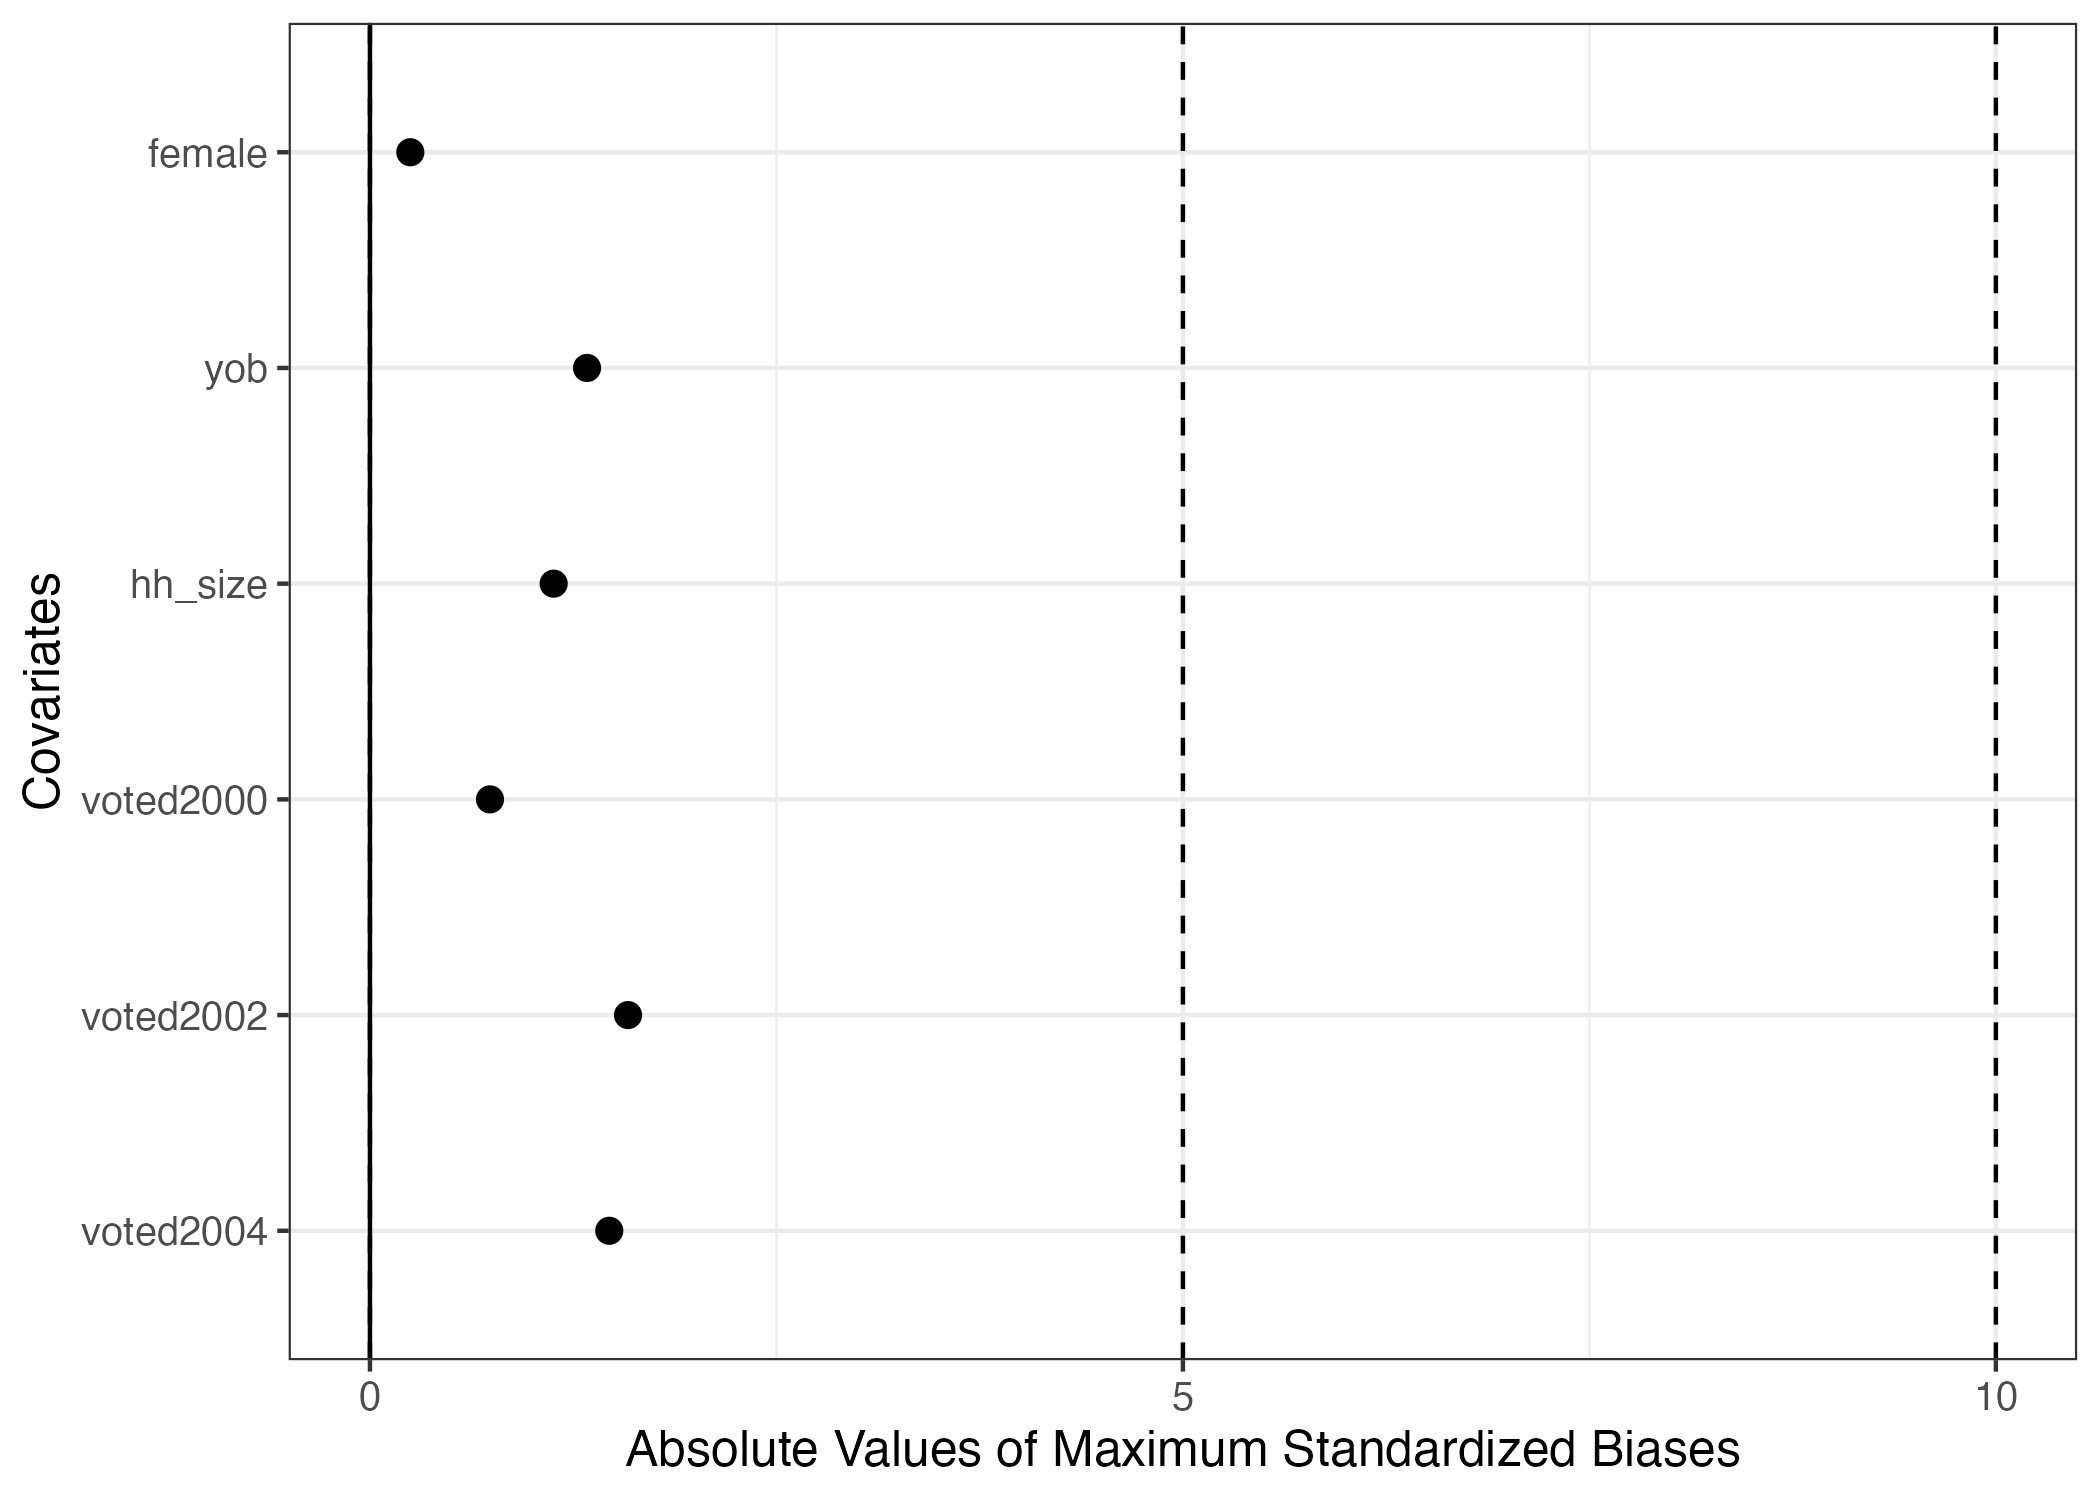 female
yob
hh_size
voted2000
voted2002
voted2004
Covariates
0 5 10
Absolute Values of Maximum Standardized Biases